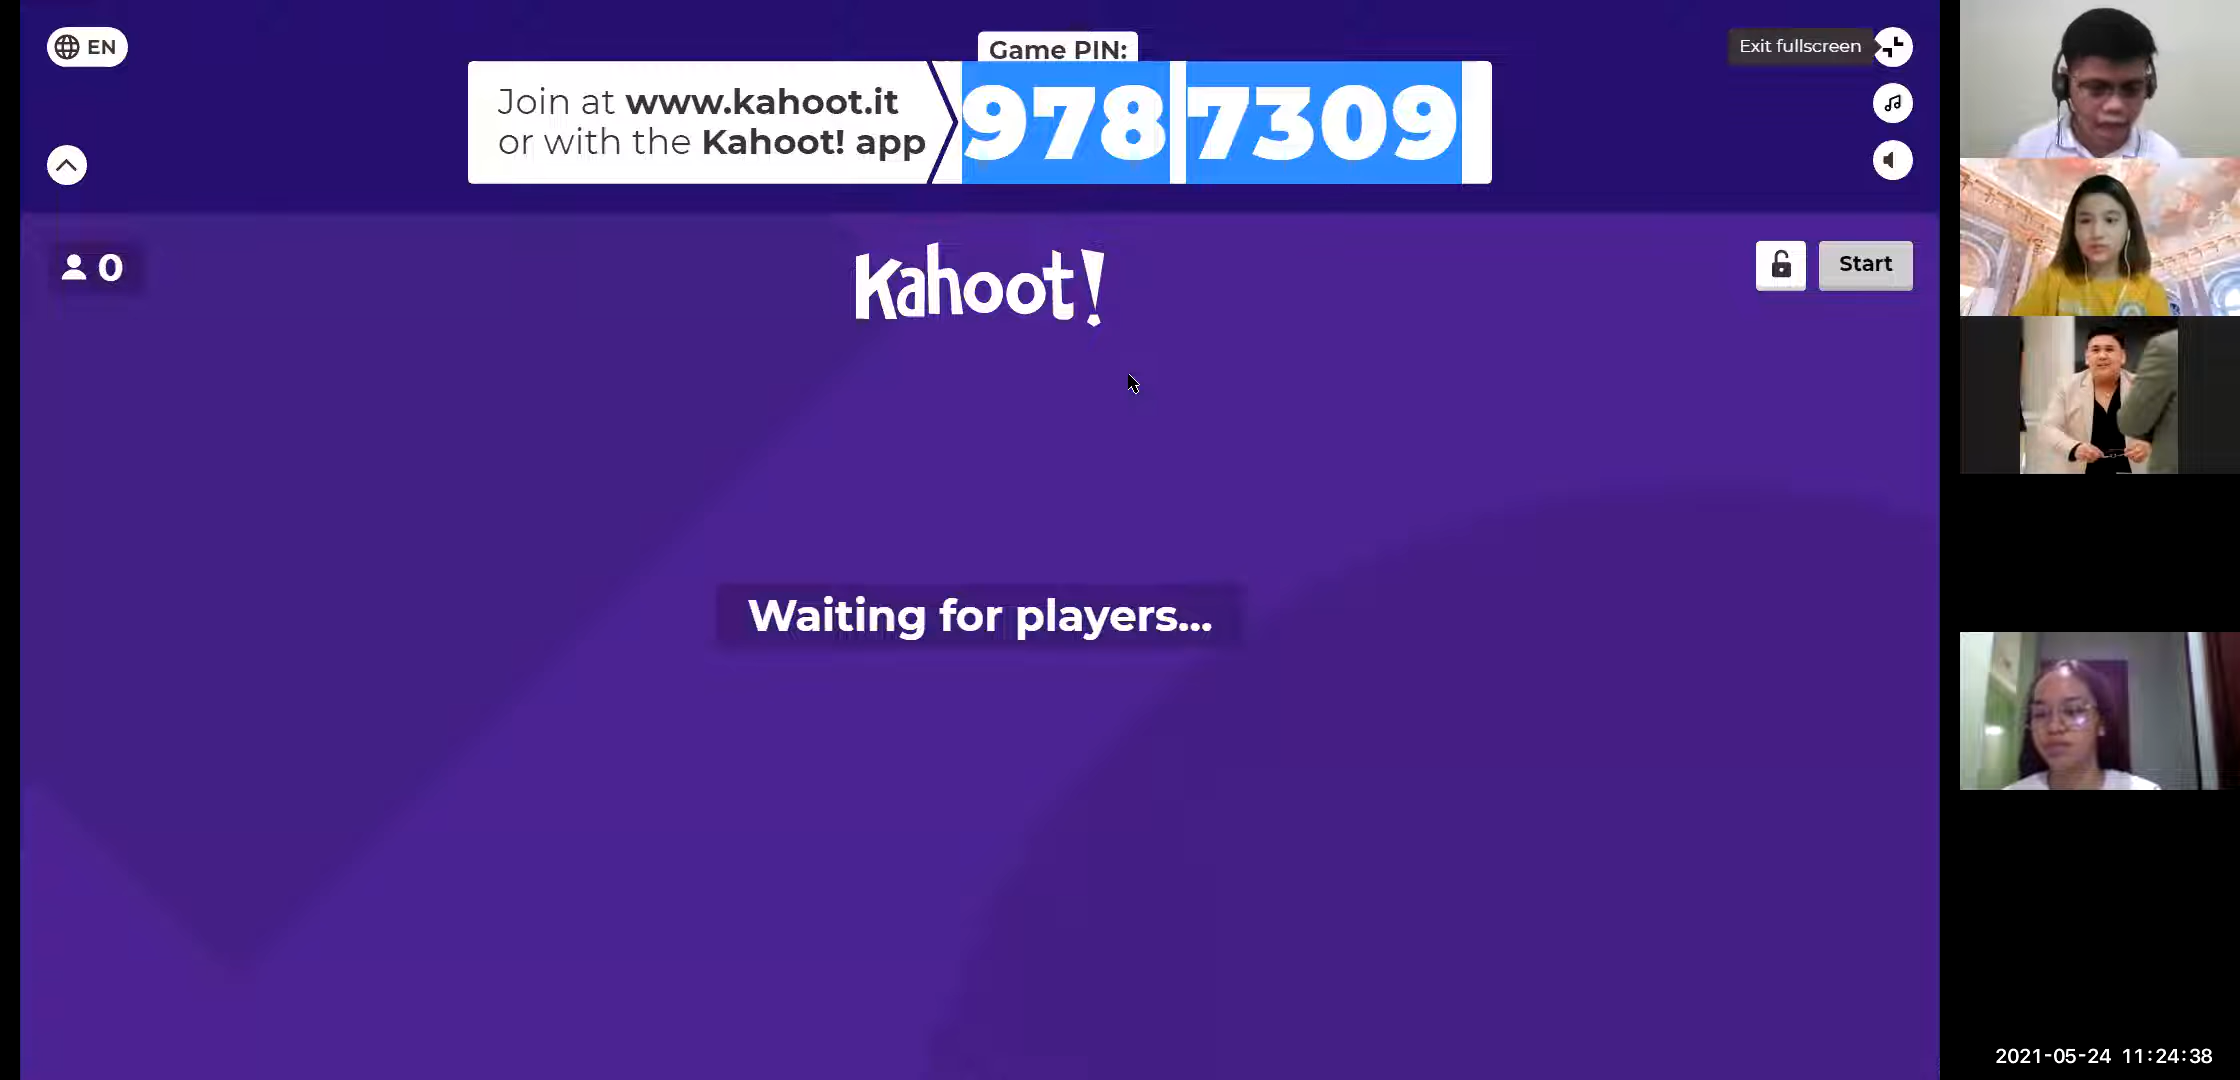 EN
Game PIN:
Exit fullscreen
Join at www.kahoot.it
or with the Kahoot! app
978 7309
0
Kahoot!
Start
Waiting for players...
2021-05-24 11:24:38